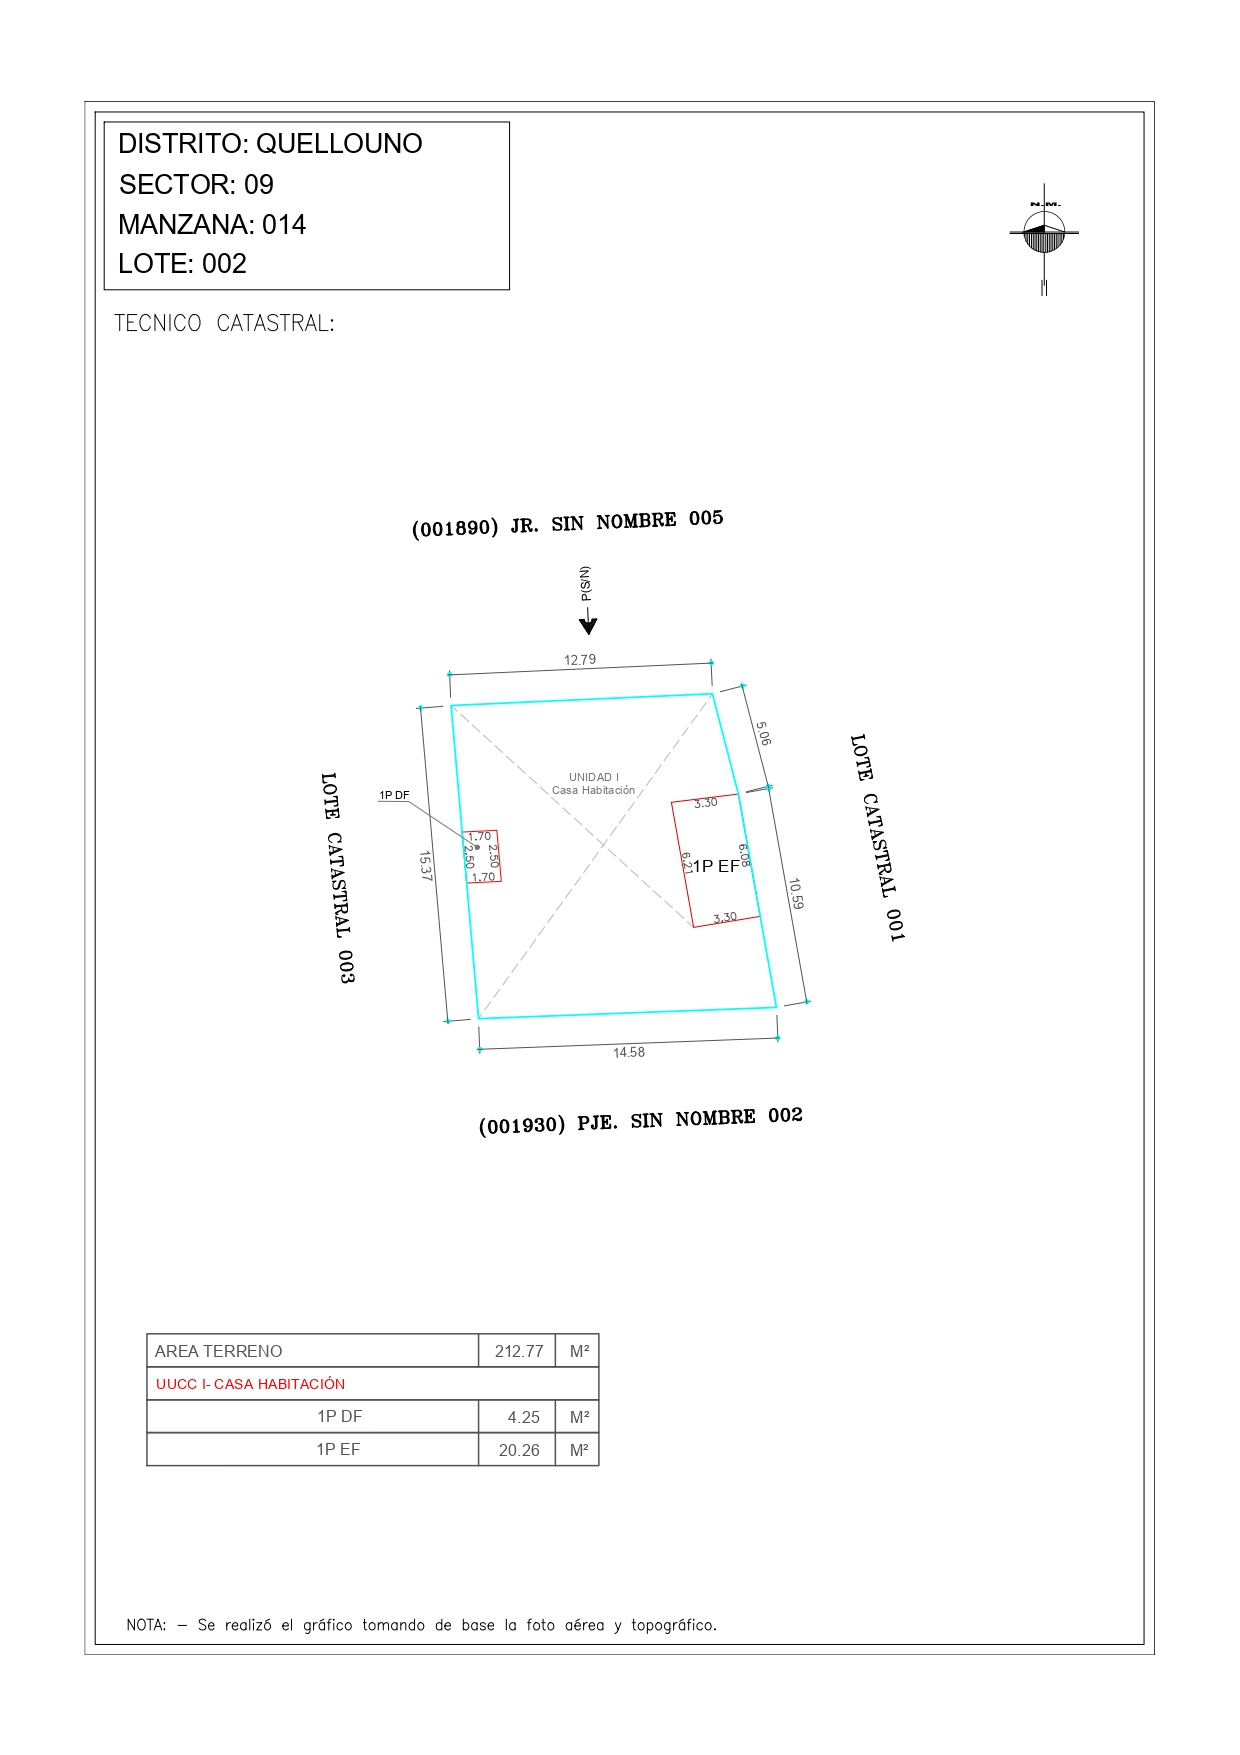 DISTRITO: QUELLOUNO
SECTOR: 09
MANZANA: 014
LOTE: 002
N.M.
TECNICO CATASTRAL:
(001890) JR. SIN NOMBRE 005
P(S/N)
12.79
5.06
UNIDAD I
Casa Habitación
LOTE CATASTRAL 003
LOTE CATASTRAL 001
1P DF
15.37
1.70
2.50
2.50
1.70
3.30
6.21
1P EF
6.08
3.30
10.59
14.58
(001930) PJE. SIN NOMBRE 002
AREA TERRENO 212.77 M²
UUCC I- CASA HABITACIÓN
1P DF 4.25 M²
1P EF 20.26 M²
NOTA: – Se realizó el gráfico tomando de base la foto aérea y topográfico.